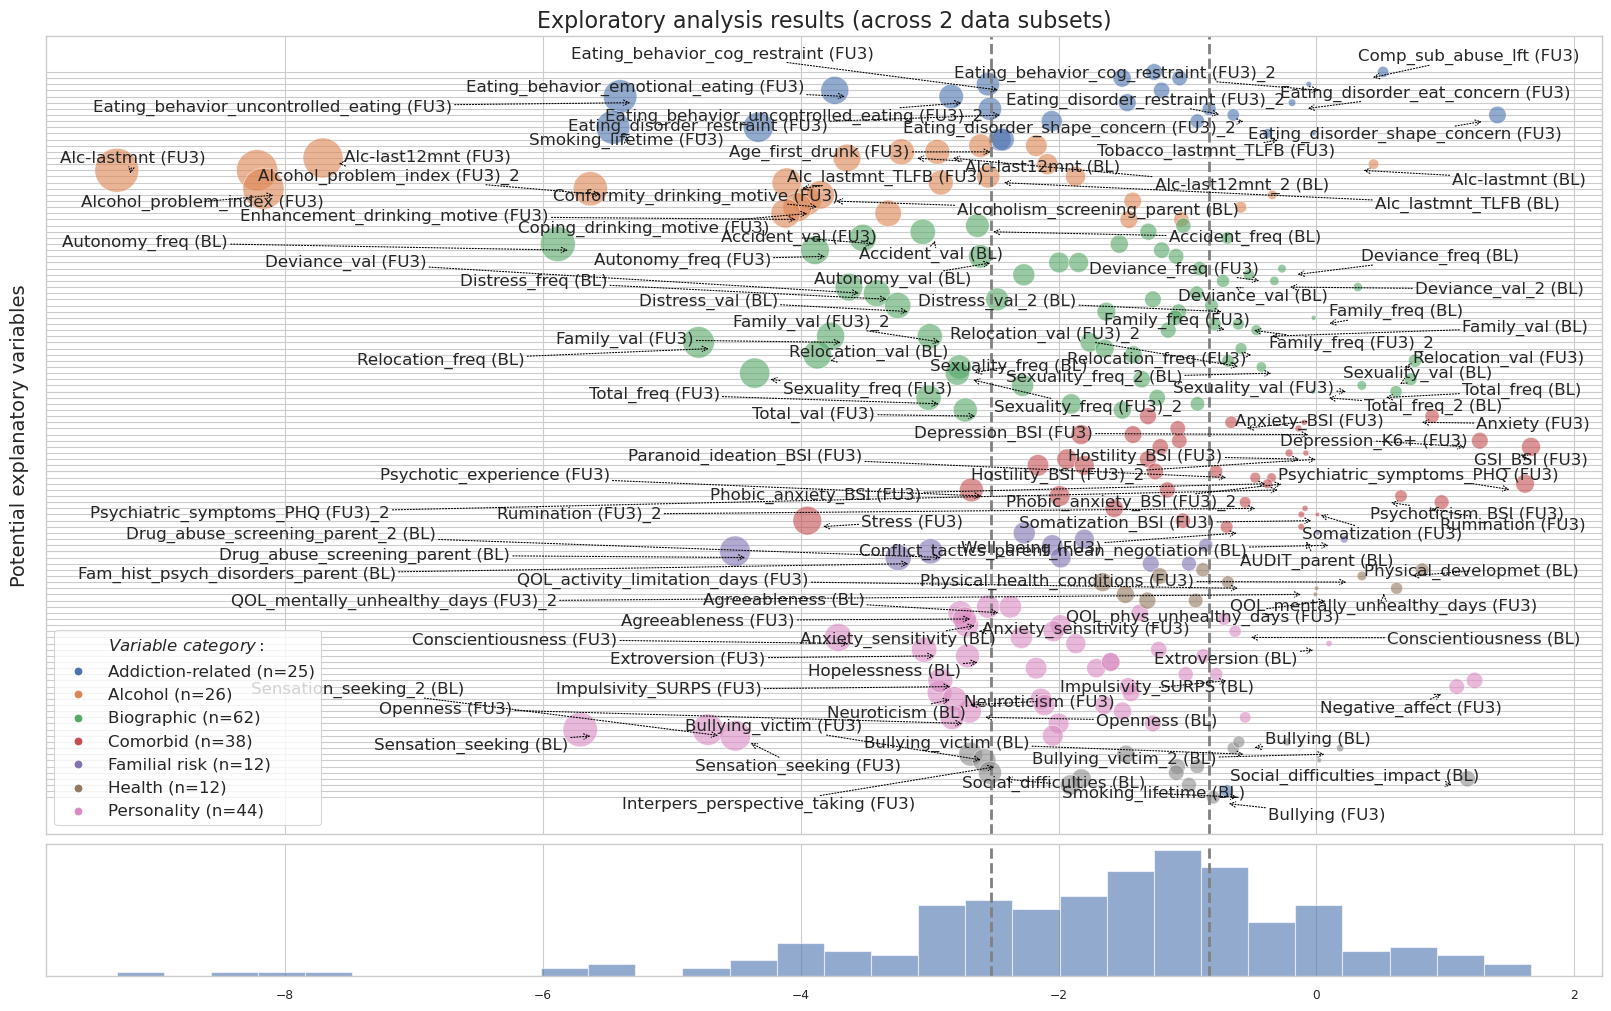 Exploratory analysis results (across 2 data subsets)
Potential explanatory variables
Eating_behavior_cog_restraint (FU3)
Comp_sub_abuse_lft (FU3)
Eating_behavior_cog_restraint (FU3)_2
Eating_behavior_emotional_eating (FU3)
Eating_disorder_eat_concern (FU3)
Eating_disorder_restraint (FU3)_2
Eating_behavior_uncontrolled_eating (FU3)
Eating_behavior_uncontrolled_eating (FU3)_2
Eating_disorder_restraint (FU3)
Eating_disorder_shape_concern (FU3)_2
Eating_disorder_shape_concern (FU3)
Smoking_lifetime (FU3)
Age_first_drunk (FU3)
Tobacco_lastmnt_TLFB (FU3)
Alc-lastmnt (FU3)
Alc-last12mnt (FU3)
Alc-last12mnt (BL)
Alcohol_problem_index (FU3)_2
Alc_lastmnt_TLFB (FU3)
Alc-last12mnt_2 (BL)
Alc-lastmnt (BL)
Conformity_drinking_motive (FU3)
Alcohol_problem_index (FU3)
Alc_lastmnt_TLFB (BL)
Alcoholism_screening_parent (BL)
Enhancement_drinking_motive (FU3)
Coping_drinking_motive (FU3)
Accident_val (FU3)
Accident_freq (BL)
Autonomy_freq (BL)
Accident_val (BL)
Deviance_freq (BL)
Deviance_val (FU3)
Autonomy_freq (FU3)
Deviance_freq (FU3)
Distress_freq (BL)
Autonomy_val (BL)
Deviance_val_2 (BL)
Deviance_val (BL)
Distress_val (BL)
Distress_val_2 (BL)
Family_freq (BL)
Family_val (FU3)_2
Family_freq (FU3)
Family_val (BL)
Family_val (FU3)
Relocation_val (FU3)_2
Family_freq (FU3)_2
Relocation_freq (BL)
Relocation_val (BL)
Relocation_freq (FU3)
Relocation_val (FU3)
Sexuality_freq (BL)
Sexuality_freq_2 (BL)
Sexuality_val (BL)
Sexuality_freq (FU3)
Sexuality_val (FU3)
Total_freq (BL)
Total_freq (FU3)
Sexuality_freq (FU3)_2
Total_freq_2 (BL)
Total_val (FU3)
Anxiety_BSI (FU3)
Anxiety (FU3)
Depression_BSI (FU3)
Depression_K6+ (FU3)
Paranoid_ideation_BSI (FU3)
Hostility_BSI (FU3)
GSI_BSI (FU3)
Psychotic_experience (FU3)
Hostility_BSI (FU3)_2
Psychiatric_symptoms_PHQ (FU3)
Phobic_anxiety_BSI (FU3)
Phobic_anxiety_BSI (FU3)_2
Psychiatric_symptoms_PHQ (FU3)_2
Rumination (FU3)_2
Psychoticism_BSI (FU3)
Stress (FU3)
Somatization_BSI (FU3)
Rumination (FU3)
Drug_abuse_screening_parent_2 (BL)
Somatization (FU3)
Drug_abuse_screening_parent (BL)
Well_being (FU3)
Conflict_tactics_parent_mean_negotiation (BL)
AUDIT_parent (BL)
Fam_hist_psych_disorders_parent (BL)
Physical_developmet (BL)
QOL_activity_limitation_days (FU3)
Physical_health_conditions (FU3)
QOL_mentally_unhealthy_days (FU3)_2
Agreeableness (BL)
QOL_mentally_unhealthy_days (FU3)
Agreeableness (FU3)
QOL_phys_unhealthy_days (FU3)
Conscientiousness (FU3)
Anxiety_sensitivity (BL)
Anxiety_sensitivity (FU3)
Conscientiousness (BL)
Extroversion (FU3)
Extroversion (BL)
Hopelessness (BL)
Sensation_seeking_2 (BL)
Impulsivity_SURPS (FU3)
Impulsivity_SURPS (BL)
Openness (FU3)
Neuroticism (FU3)
Neuroticism (BL)
Negative_affect (FU3)
Bullying_victim (FU3)
Openness (BL)
Sensation_seeking (BL)
Bullying_victim (BL)
Bullying (BL)
Sensation_seeking (FU3)
Bullying_victim_2 (BL)
Social_difficulties (BL)
Social_difficulties_impact (BL)
Smoking_lifetime (BL)
Interpers_perspective_taking (FU3)
Bullying (FU3)
Variable category:
Addiction-related (n=25)
Alcohol (n=26)
Biographic (n=62)
Comorbid (n=38)
Familial risk (n=12)
Health (n=12)
Personality (n=44)
−8 −6 −4 −2 0 2